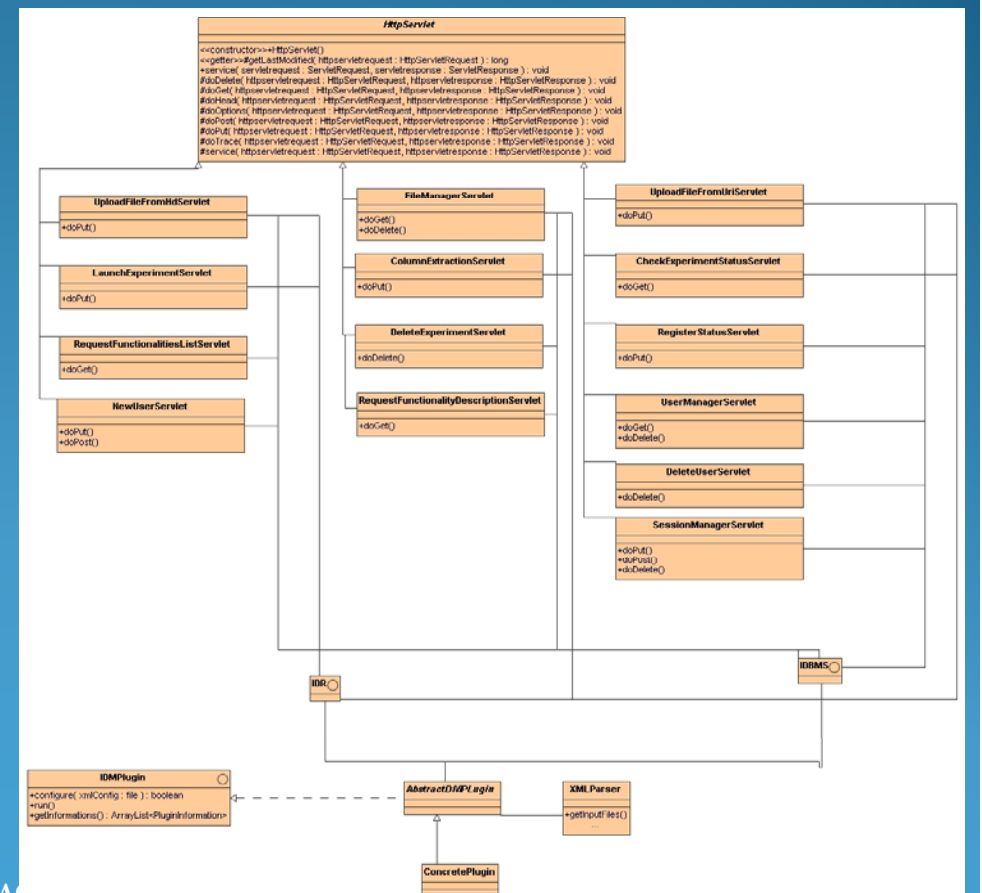 HttpServlet
<<constructor>>+HttpServlet()
<<getter>>#getLastModified( httpservletrequest : HttpServletRequest ) : long
+service( servletrequest : ServletRequest, servletresponse : ServletResponse ) : void
#doDelete( httpservletrequest : HttpServletRequest, httpservletresponse : HttpServletResponse ) : void
#doGet( httpservletrequest : HttpServletRequest, httpservletresponse : HttpServletResponse ) : void
#doHead( httpservletrequest : HttpServletRequest, httpservletresponse : HttpServletResponse ) : void
#doOptions( httpservletrequest : HttpServletRequest, httpservletresponse : HttpServletResponse ) : void
#doPost( httpservletrequest : HttpServletRequest, httpservletresponse : HttpServletResponse ) : void
#doPut( httpservletrequest : HttpServletRequest, httpservletresponse : HttpServletResponse ) : void
#doTrace( httpservletrequest : HttpServletRequest, httpservletresponse : HttpServletResponse ) : void
#service( httpservletrequest : HttpServletRequest, httpservletresponse : HttpServletResponse ) : void
UploadFileFromHdServlet
+doPut()
LaunchExperimentServlet
+doPut()
RequestFunctionalitiesListServlet
+doGet()
NewUserServlet
+doPut()
+doPost()
FileManagerServlet
+doGet()
+doDelete()
ColumnExtractionServlet
+doPut()
DeleteExperimentServlet
+doDelete()
RequestFunctionalityDescriptionServlet
+doGet()
UploadFileFromUriServlet
+doPut()
CheckExperimentStatusServlet
+doGet()
RegisterStatusServlet
+doPut()
UserManagerServlet
+doGet()
+doDelete()
DeleteUserServlet
+doDelete()
SessionManagerServlet
+doPut()
+doPost()
+doDelete()
IDR
IDBMS
IDMPlugin
+configure( xmlConfig : file ) : boolean
+run()
+getInformations() : ArrayList<PluginInformation>
AbstractDMPLugin
XMLParser
+getInputFiles()
...
ConcretePlugin